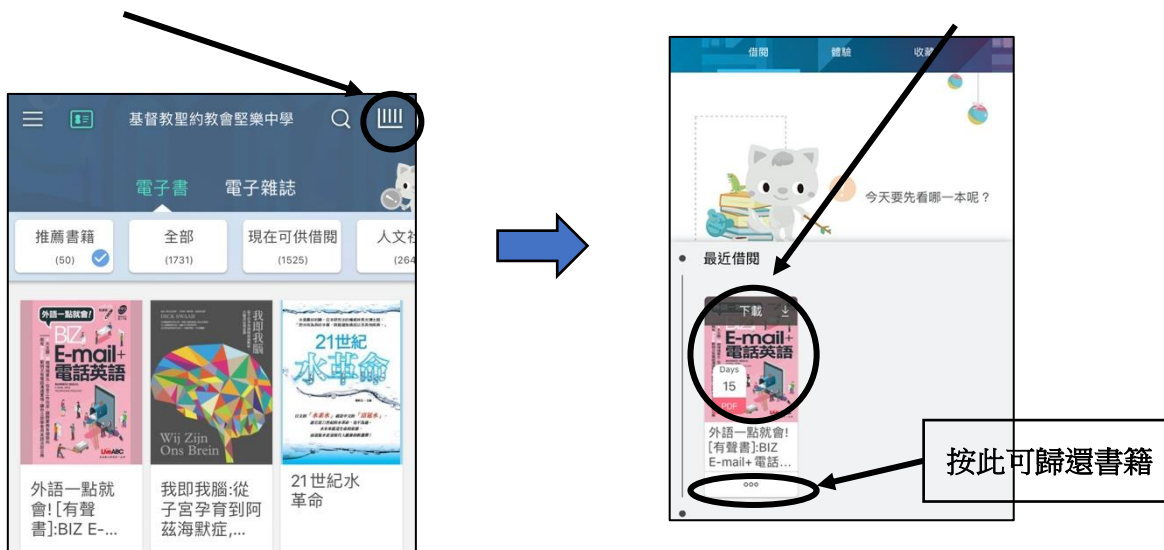 基督教聖約教會堅樂中學
電子書 電子雜誌
推薦書籍
(50)
全部
(1731)
現在可供借閱
(1525)
人文社
(264
外語一點就會!
BIZ
E-mail+
電話英語
LiveABC
DICK SWAAB
我即我腦
Wij Zijn
Ons Brein
21世紀
水革命
外語一點就
會! [有聲
書]:BIZ E-...
我即我腦:從
子宮孕育到阿
茲海默症,...
21世紀水
革命
借閱 體驗 收藏
今天要先看哪一本呢？
最近借閱
下載
E-mail+
電話英語
Days
15
PDF
外語一點就會!
[有聲書]:BIZ
E-mail+ 電話...
按此可歸還書籍